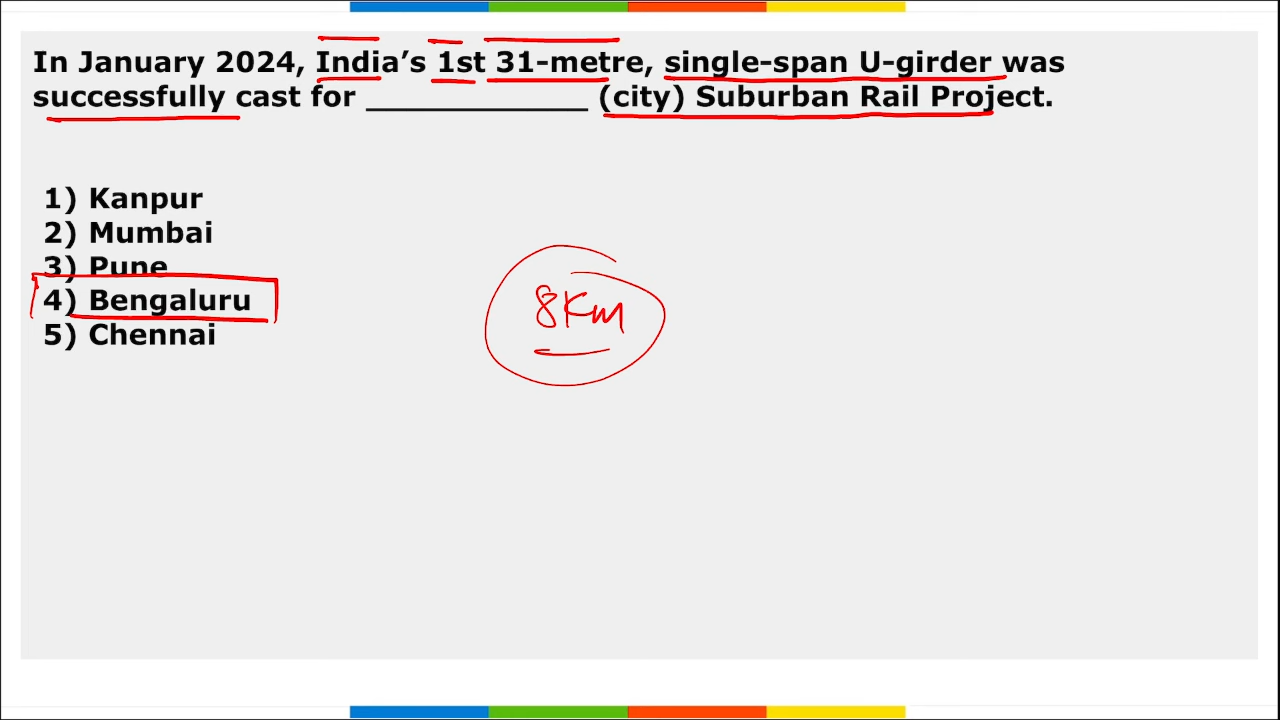 In January 2024, India’s 1st 31-metre, single-span U-girder was
successfully cast for ______________ (city) Suburban Rail Project.
1) Kanpur
2) Mumbai
3) Pune
4) Bengaluru
5) Chennai
8Km